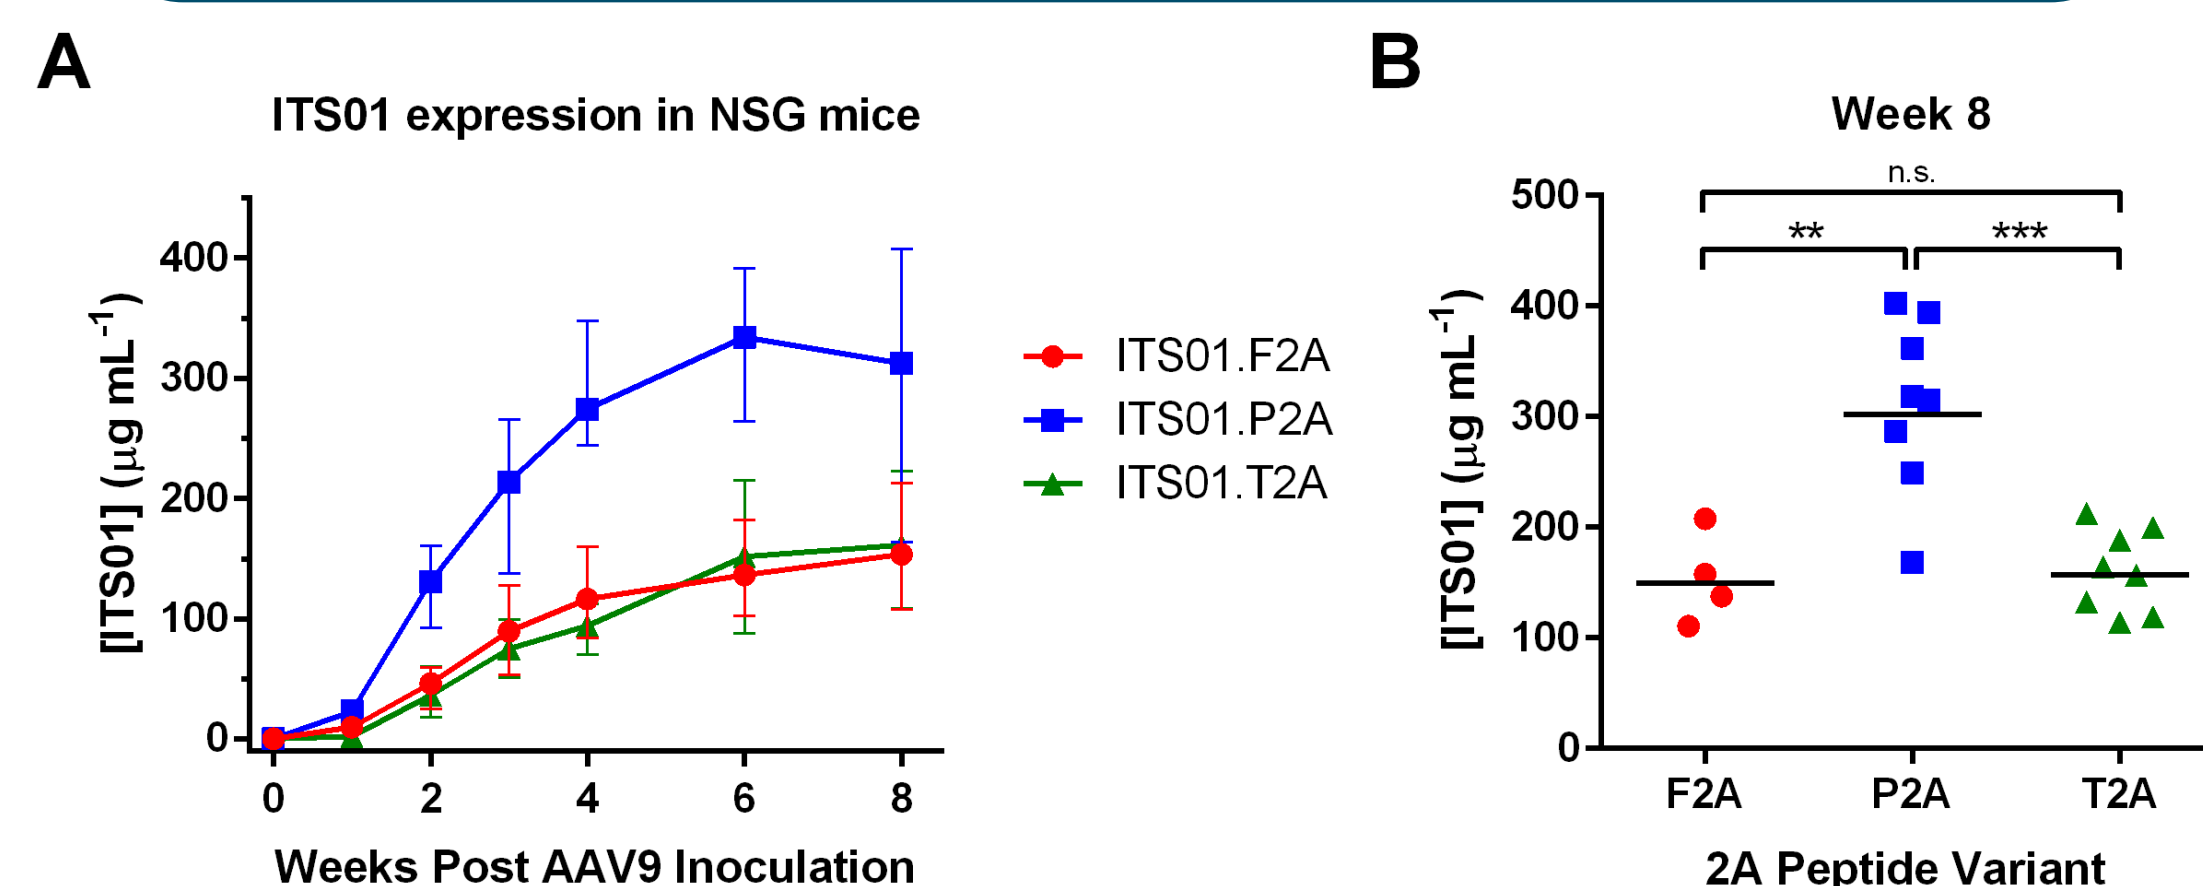 A
ITS01 expression in NSG mice
[ITS01] (μg mL-1)
400
300
200
100
0
0 2 4 6 8
Weeks Post AAV9 Inoculation
ITS01.F2A
ITS01.P2A
ITS01.T2A
B
Week 8
n.s.
** ***
[ITS01] (μg mL-1)
500
400
300
200
100
0
F2A P2A T2A
2A Peptide Variant